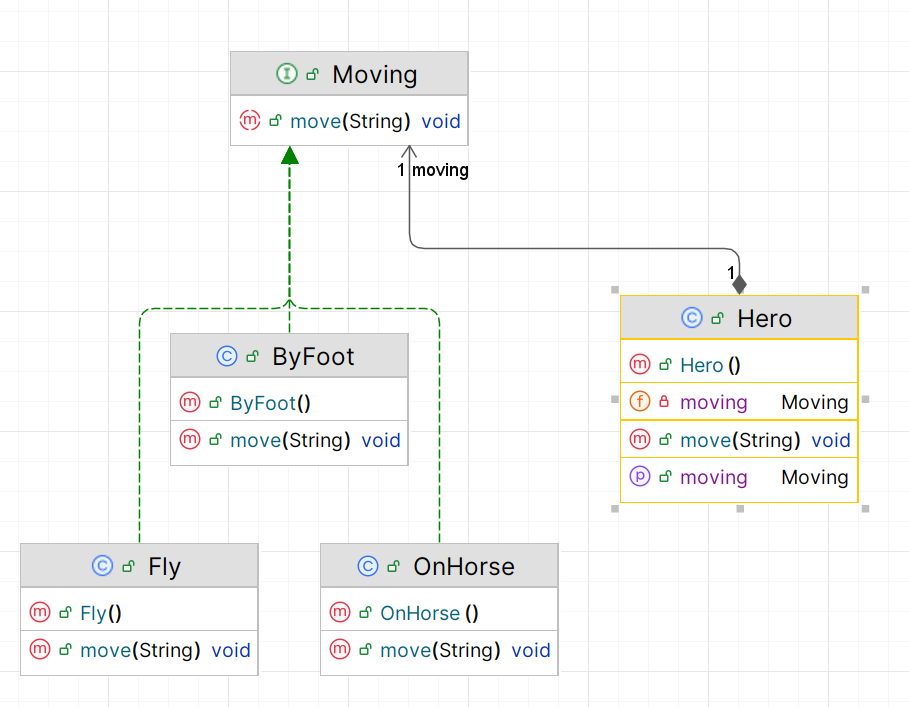 I Moving
m move(String) void
1 moving
1
C Hero
m Hero ()
f moving Moving
m move(String) void
p moving Moving
C ByFoot
m ByFoot()
m move(String) void
C Fly
m Fly()
m move(String) void
C OnHorse
m OnHorse ()
m move(String) void